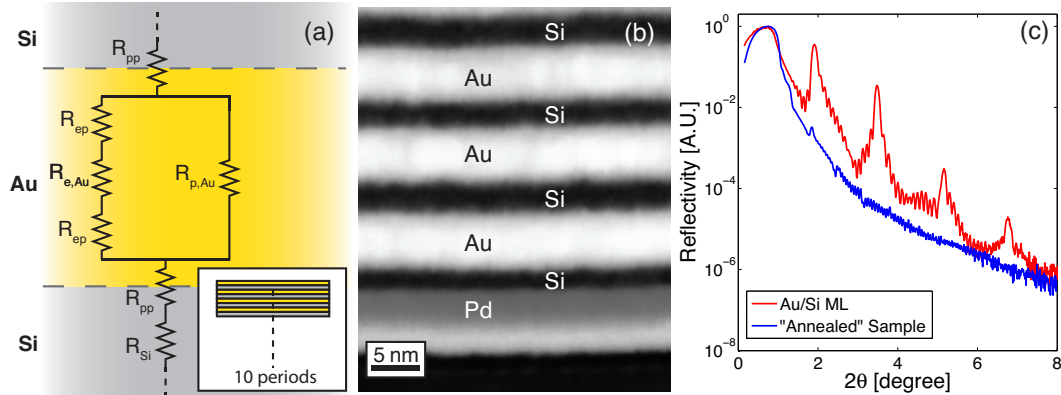 (a)
Si
R_pp
R_ep
Au
R_e,Au
R_p,Au
R_ep
R_pp
Si
R_Si
10 periods
(b)
Si
Au
Si
Au
Si
Au
Si
Pd
5 nm
(c)
Reflectivity [A.U.]
10^0
10^-2
10^-4
10^-6
10^-8
Au/Si ML
"Annealed" Sample
0 2 4 6 8
2θ [degree]